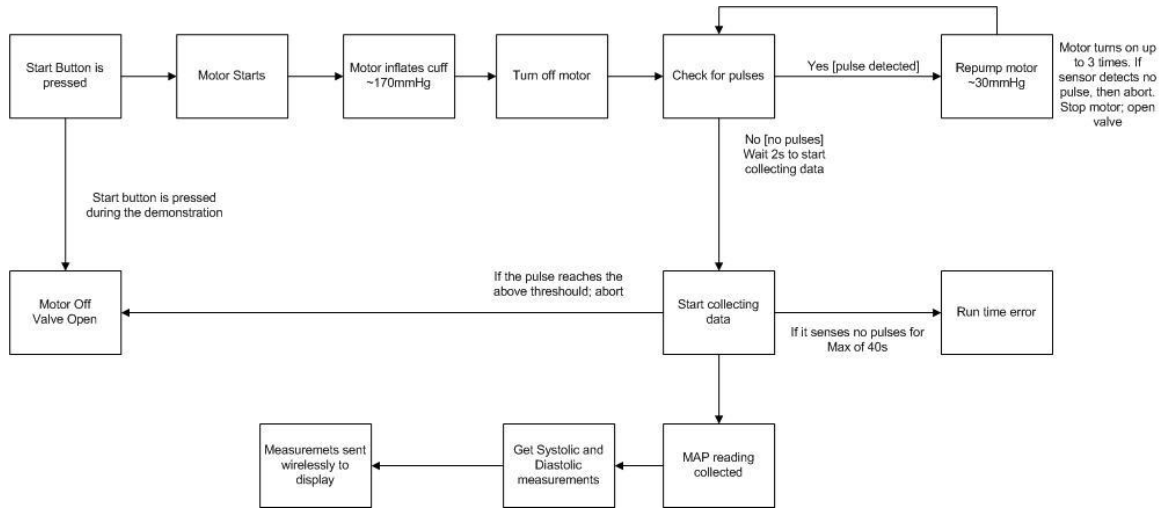 Start Button is
pressed
Motor Starts
Motor inflates cuff
~170mmHg
Turn off motor
Check for pulses
Yes [pulse detected]
Repump motor
~30mmHg
Motor turns on up
to 3 times. If
sensor detects no
pulse, then abort.
Stop motor; open
valve
No [no pulses]
Wait 2s to start
collecting data
Start button is pressed
during the demonstration
Motor Off
Valve Open
If the pulse reaches the
above threshould; abort
Start collecting
data
If it senses no pulses for
Max of 40s
Run time error
Measuremets sent
wirelessly to
display
Get Systolic and
Diastolic
measurements
MAP reading
collected